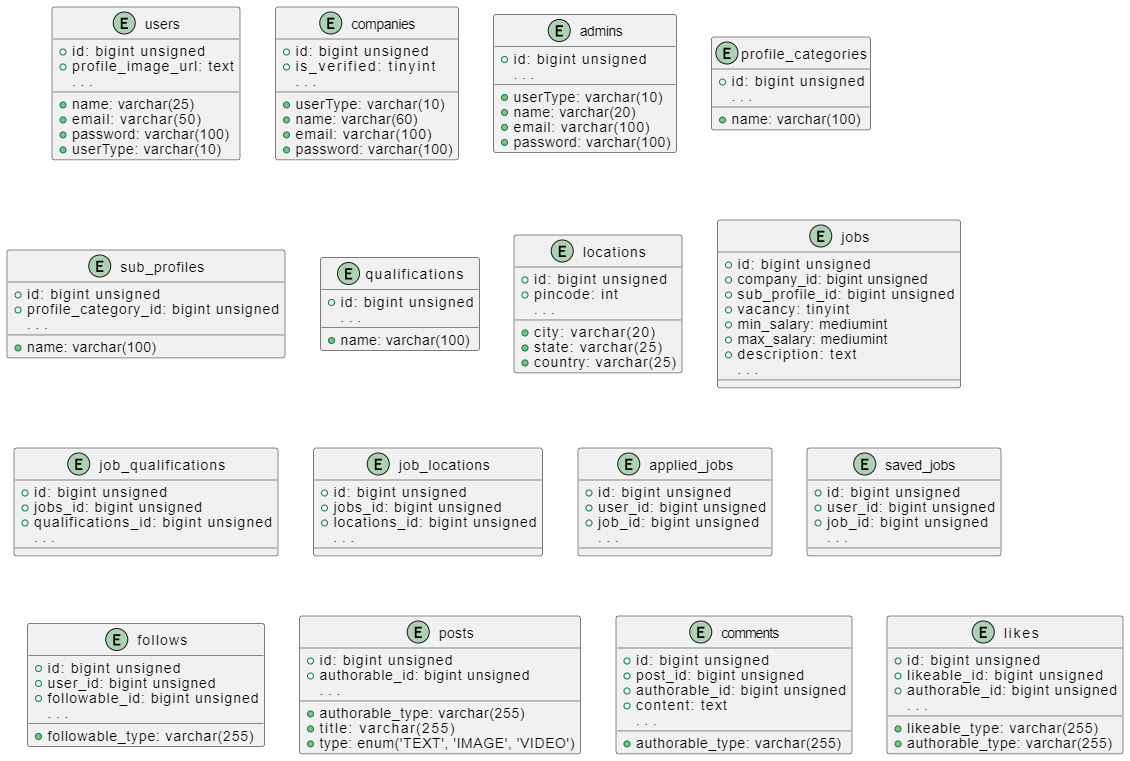 E users
id: bigint unsigned
profile_image_url: text
. . .
name: varchar(25)
email: varchar(50)
password: varchar(100)
userType: varchar(10)
E companies
id: bigint unsigned
is_verified: tinyint
. . .
userType: varchar(10)
name: varchar(60)
email: varchar(100)
password: varchar(100)
E admins
id: bigint unsigned
. . .
userType: varchar(10)
name: varchar(20)
email: varchar(100)
password: varchar(100)
E profile_categories
id: bigint unsigned
. . .
name: varchar(100)
E sub_profiles
id: bigint unsigned
profile_category_id: bigint unsigned
. . .
name: varchar(100)
E qualifications
id: bigint unsigned
. . .
name: varchar(100)
E locations
id: bigint unsigned
pincode: int
. . .
city: varchar(20)
state: varchar(25)
country: varchar(25)
E jobs
id: bigint unsigned
company_id: bigint unsigned
sub_profile_id: bigint unsigned
vacancy: tinyint
min_salary: mediumint
max_salary: mediumint
description: text
. . .
E job_qualifications
id: bigint unsigned
jobs_id: bigint unsigned
qualifications_id: bigint unsigned
. . .
E job_locations
id: bigint unsigned
jobs_id: bigint unsigned
locations_id: bigint unsigned
. . .
E applied_jobs
id: bigint unsigned
user_id: bigint unsigned
job_id: bigint unsigned
. . .
E saved_jobs
id: bigint unsigned
user_id: bigint unsigned
job_id: bigint unsigned
. . .
E follows
id: bigint unsigned
user_id: bigint unsigned
followable_id: bigint unsigned
. . .
followable_type: varchar(255)
E posts
id: bigint unsigned
authorable_id: bigint unsigned
. . .
authorable_type: varchar(255)
title: varchar(255)
type: enum('TEXT', 'IMAGE', 'VIDEO')
E comments
id: bigint unsigned
post_id: bigint unsigned
authorable_id: bigint unsigned
content: text
. . .
authorable_type: varchar(255)
E likes
id: bigint unsigned
likeable_id: bigint unsigned
authorable_id: bigint unsigned
. . .
likeable_type: varchar(255)
authorable_type: varchar(255)